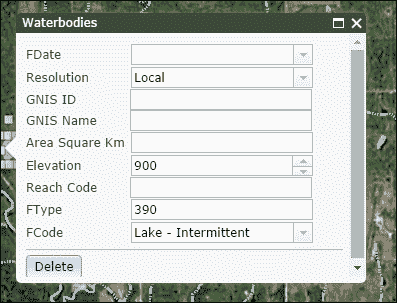 Waterbodies
FDate
Resolution Local
GNIS ID
GNIS Name
Area Square Km
Elevation 900
Reach Code
FType 390
FCode Lake - Intermittent
Delete